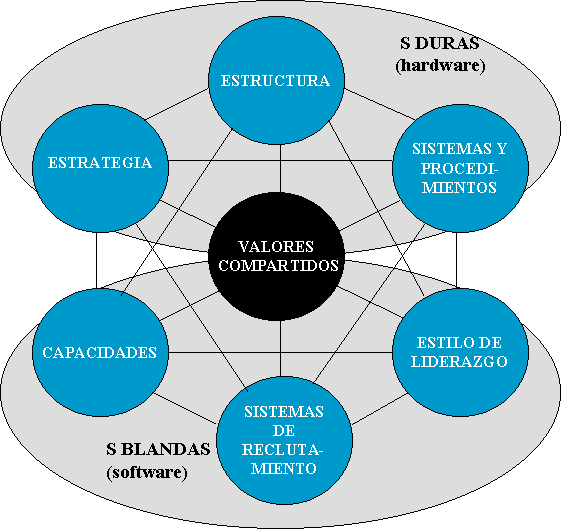 S DURAS
(hardware)
ESTRUCTURA
ESTRATEGIA
SISTEMAS Y
PROCEDI-
MIENTOS
VALORES
COMPARTIDOS
CAPACIDADES
ESTILO DE
LIDERAZGO
SISTEMAS
DE
RECLUTA-
MIENTO
S BLANDAS
(software)